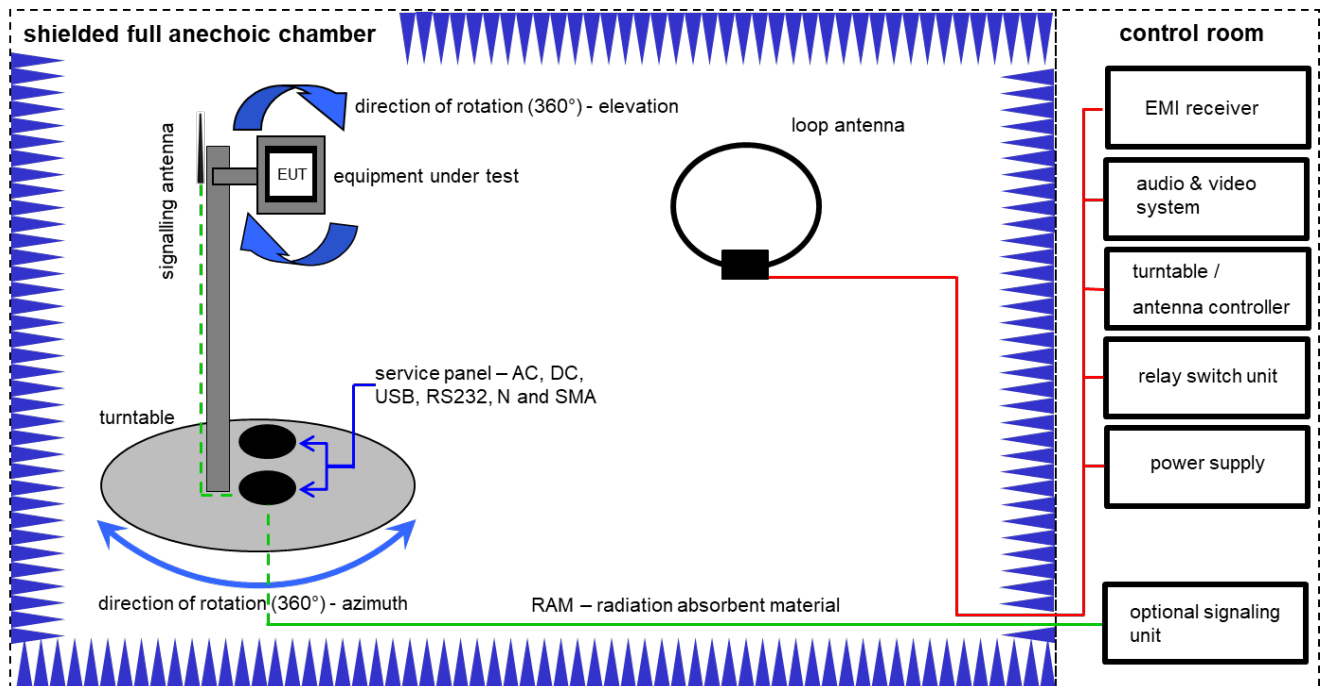 shielded full anechoic chamber
control room
direction of rotation (360°) - elevation
signalling antenna
EUT
equipment under test
loop antenna
EMI receiver
audio & video
system
turntable /
antenna controller
relay switch unit
power supply
service panel – AC, DC,
USB, RS232, N and SMA
turntable
direction of rotation (360°) - azimuth
RAM – radiation absorbent material
optional signaling
unit